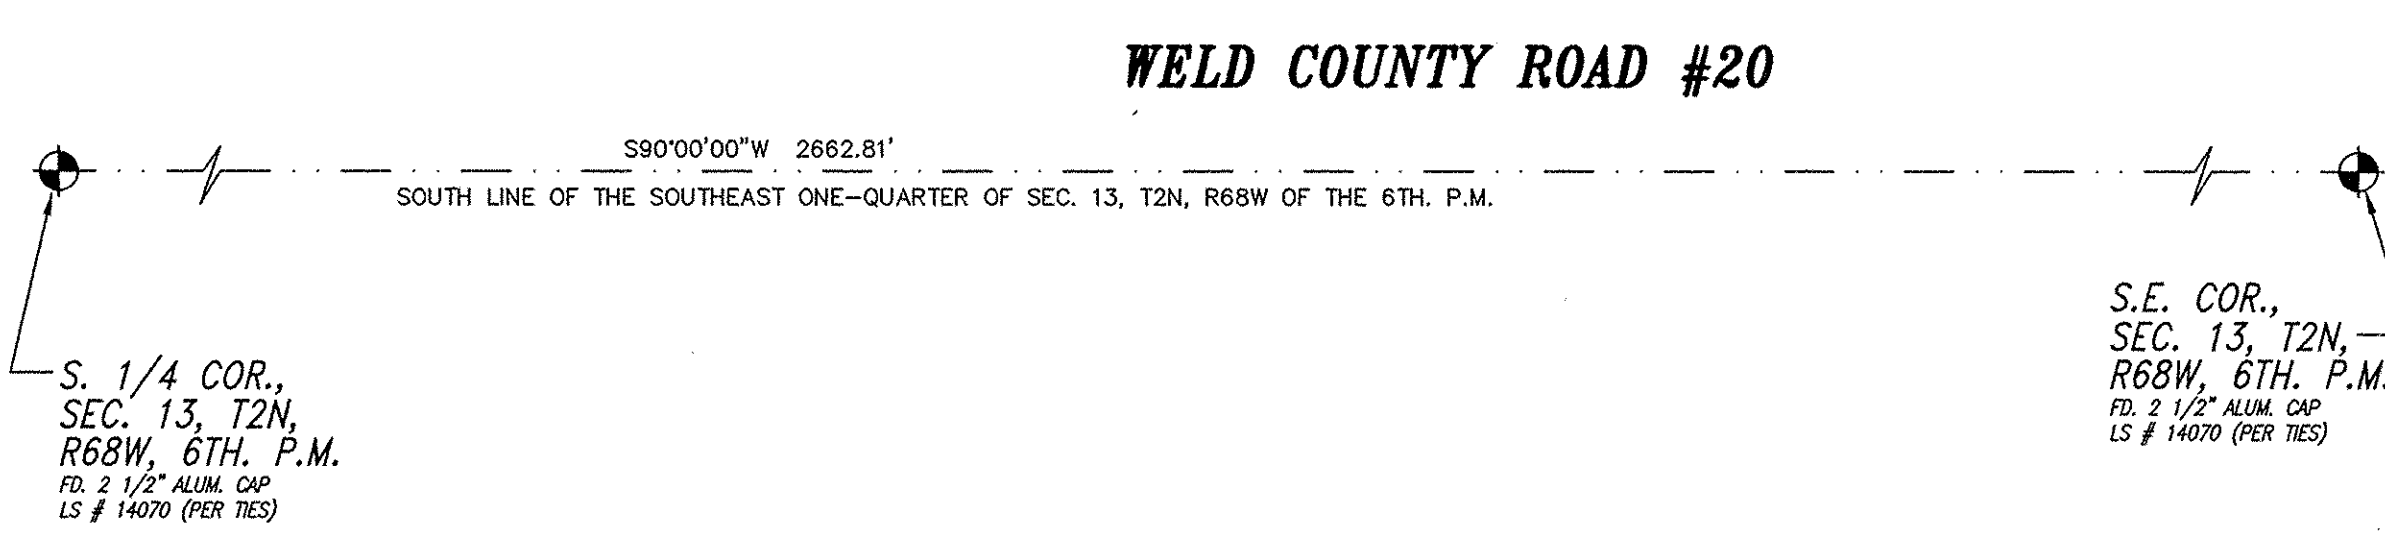 WELD COUNTY ROAD #20
S90°00'00"W 2662.81'
SOUTH LINE OF THE SOUTHEAST ONE-QUARTER OF SEC. 13, T2N, R68W OF THE 6TH. P.M.
S. 1/4 COR.,
SEC. 13, T2N,
R68W, 6TH. P.M.
FD. 2 1/2" ALUM. CAP
LS # 14070 (PER TIES)
S.E. COR.,
SEC. 13, T2N,
R68W, 6TH. P.M.
FD. 2 1/2" ALUM. CAP
LS # 14070 (PER TIES)